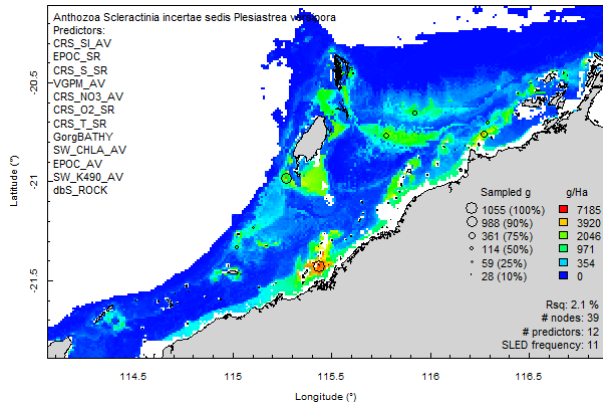 Anthozoa Scleractinia incertae sedis Plesiastrea versipora
Predictors:
CRS_SI_AV
EPOC_SR
CRS_S_SR
VGPM_AV
CRS_NO3_AV
CRS_O2_SR
CRS_T_SR
GorgBATHY
SW_CHLA_AV
EPOC_AV
SW_K490_AV
dbS_ROCK
-20.5
-21
-21.5
Latitude (°)
Sampled g
1055 (100%)
988 (90%)
361 (75%)
114 (50%)
59 (25%)
28 (10%)
g/Ha
7185
3920
2046
971
354
0
Rsq: 2.1 %
# nodes: 39
# predictors: 12
SLED frequency: 11
114.5
115
115.5
116
116.5
Longitude (°)